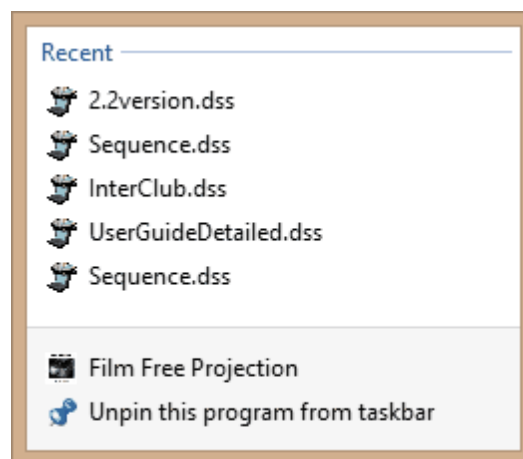 Recent
2.2version.dss
Sequence.dss
InterClub.dss
UserGuideDetailed.dss
Sequence.dss
Film Free Projection
Unpin this program from taskbar